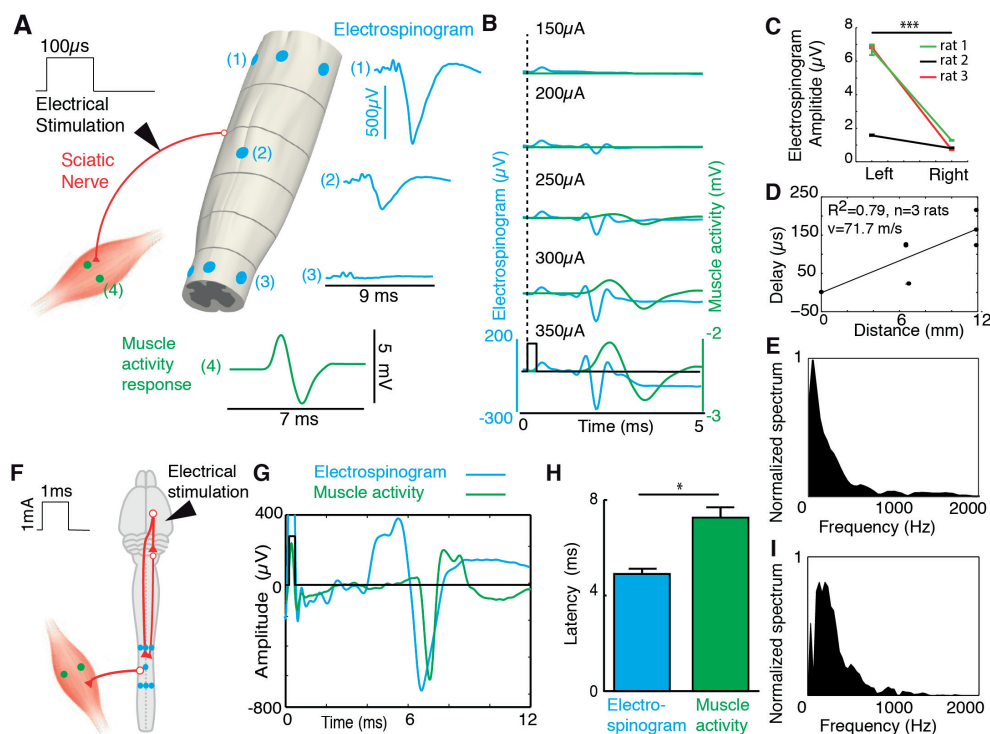 A
100µs
Electrical
Stimulation
Sciatic
Nerve
(1)
(2)
(3)
(4)
Electrospinogram
(1)
500µV
(2)
(3)
9 ms
Muscle
activity
response
(4)
5 mV
7 ms
B
150µA
200µA
250µA
300µA
350µA
Electrospinogram (µV)
Muscle activity (mV)
200
-300
-2
-3
0
5
Time (ms)
C
Electrospinogram
Amplitide (µV)
8
6
4
2
0
***
rat 1
rat 2
rat 3
Left
Right
D
Delay (µs)
250
150
50
−50
R²=0.79, n=3 rats
v=71.7 m/s
0
6
12
Distance (mm)
E
Normalized spectrum
1
0
2000
Frequency (Hz)
F
1ms
1mA
Electrical
stimulation
G
Electrospinogram
Muscle activity
Amplitude (µV)
400
0
-800
0
6
12
Time (ms)
H
Latency (ms)
8
4
0
*
Electro-
spinogram
Muscle
activity
I
Normalized spectrum
1
0
0
2000
Frequency (Hz)